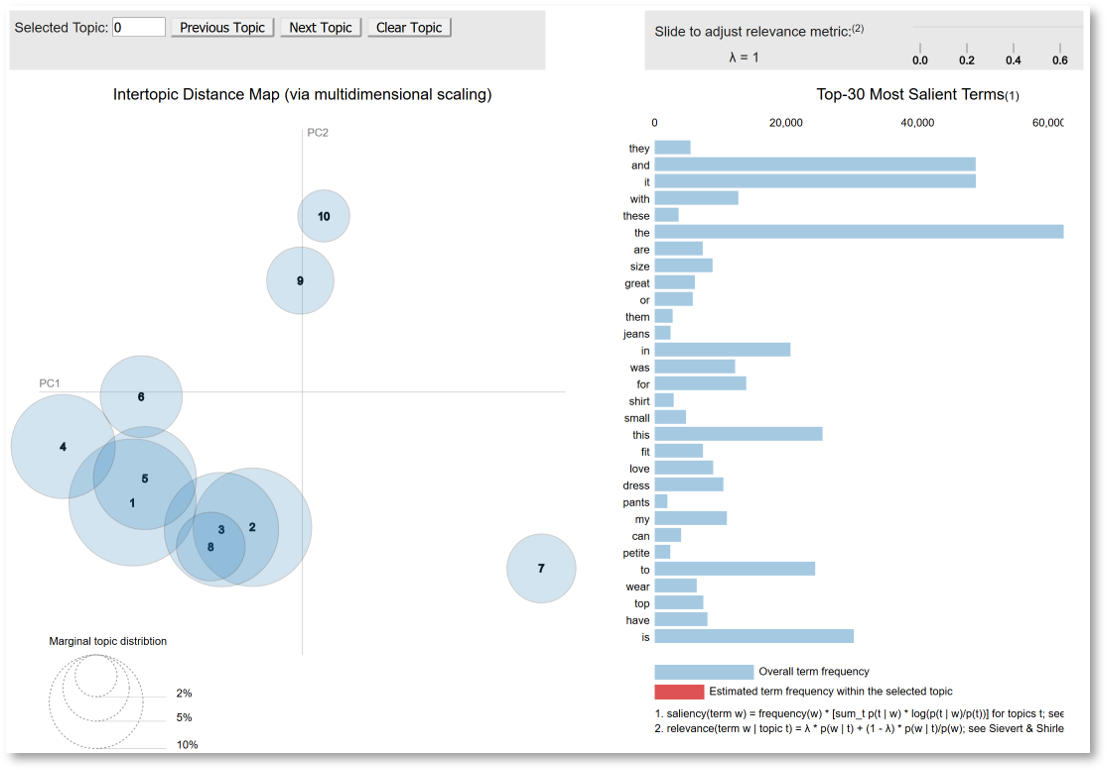 Selected Topic: 0 Previous Topic Next Topic Clear Topic
Slide to adjust relevance metric:(2)
λ = 1
0.0 0.2 0.4 0.6
Intertopic Distance Map (via multidimensional scaling)
PC2
PC1
10
9
6
4
5
1
3
2
8
7
Marginal topic distribtion
2%
5%
10%
Top-30 Most Salient Terms(1)
0 20,000 40,000 60,000
they
and
it
with
these
the
are
size
great
or
them
jeans
in
was
for
shirt
small
this
fit
love
dress
pants
my
can
petite
to
wear
top
have
is
Overall term frequency
Estimated term frequency within the selected topic
1. saliency(term w) = frequency(w) * [sum_t p(t | w) * log(p(t | w)/p(t))] for topics t; see
2. relevance(term w | topic t) = λ * p(w | t) + (1 - λ) * p(w | t)/p(w); see Sievert & Shirle